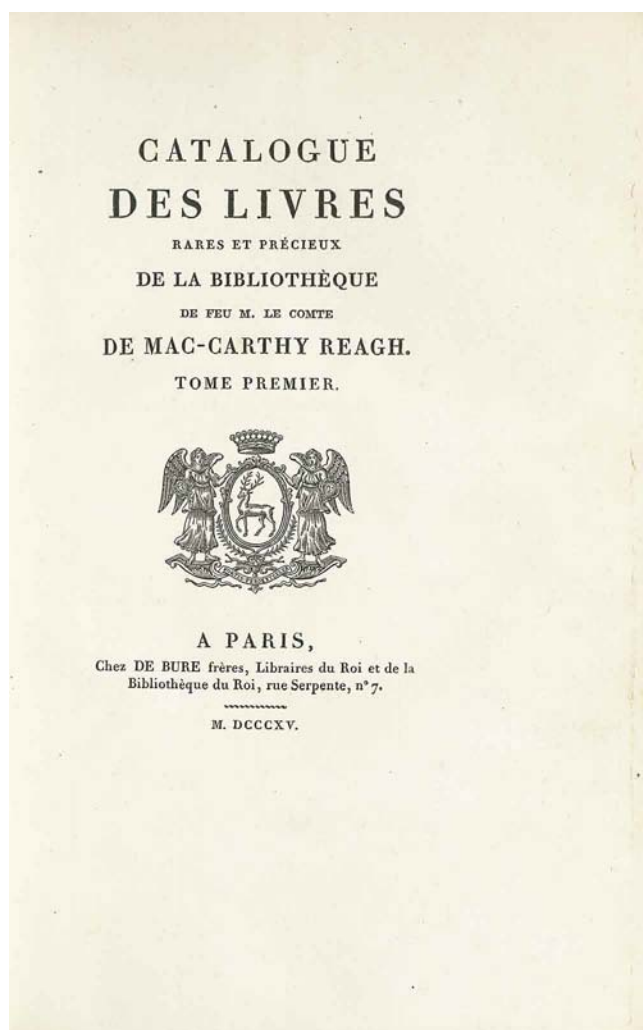 CATALOGUE
DES LIVRES
RARES ET PRÉCIEUX
DE LA BIBLIOTHÈQUE
DE FEU M. LE COMTE
DE MAC-CARTHY REAGH.
TOME PREMIER.
A PARIS,
Chez DE BURE frères, Libraires du Roi et de la
Bibliothèque du Roi, rue Serpente, nº 7.
M. DCCCXV.